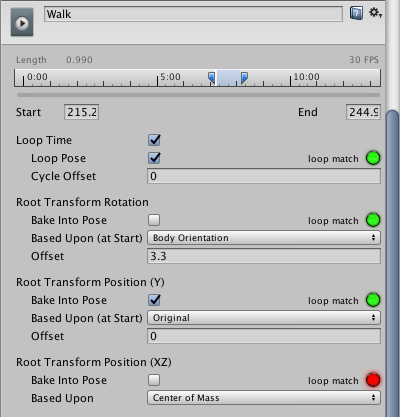 Walk
Length 0.990 30 FPS
0:00 5:00 10:00
Start 215.2 End 244.9
Loop Time
Loop Pose loop match
Cycle Offset 0
Root Transform Rotation
Bake Into Pose loop match
Based Upon (at Start) Body Orientation
Offset 3.3
Root Transform Position (Y)
Bake Into Pose loop match
Based Upon (at Start) Original
Offset 0
Root Transform Position (XZ)
Bake Into Pose loop match
Based Upon Center of Mass